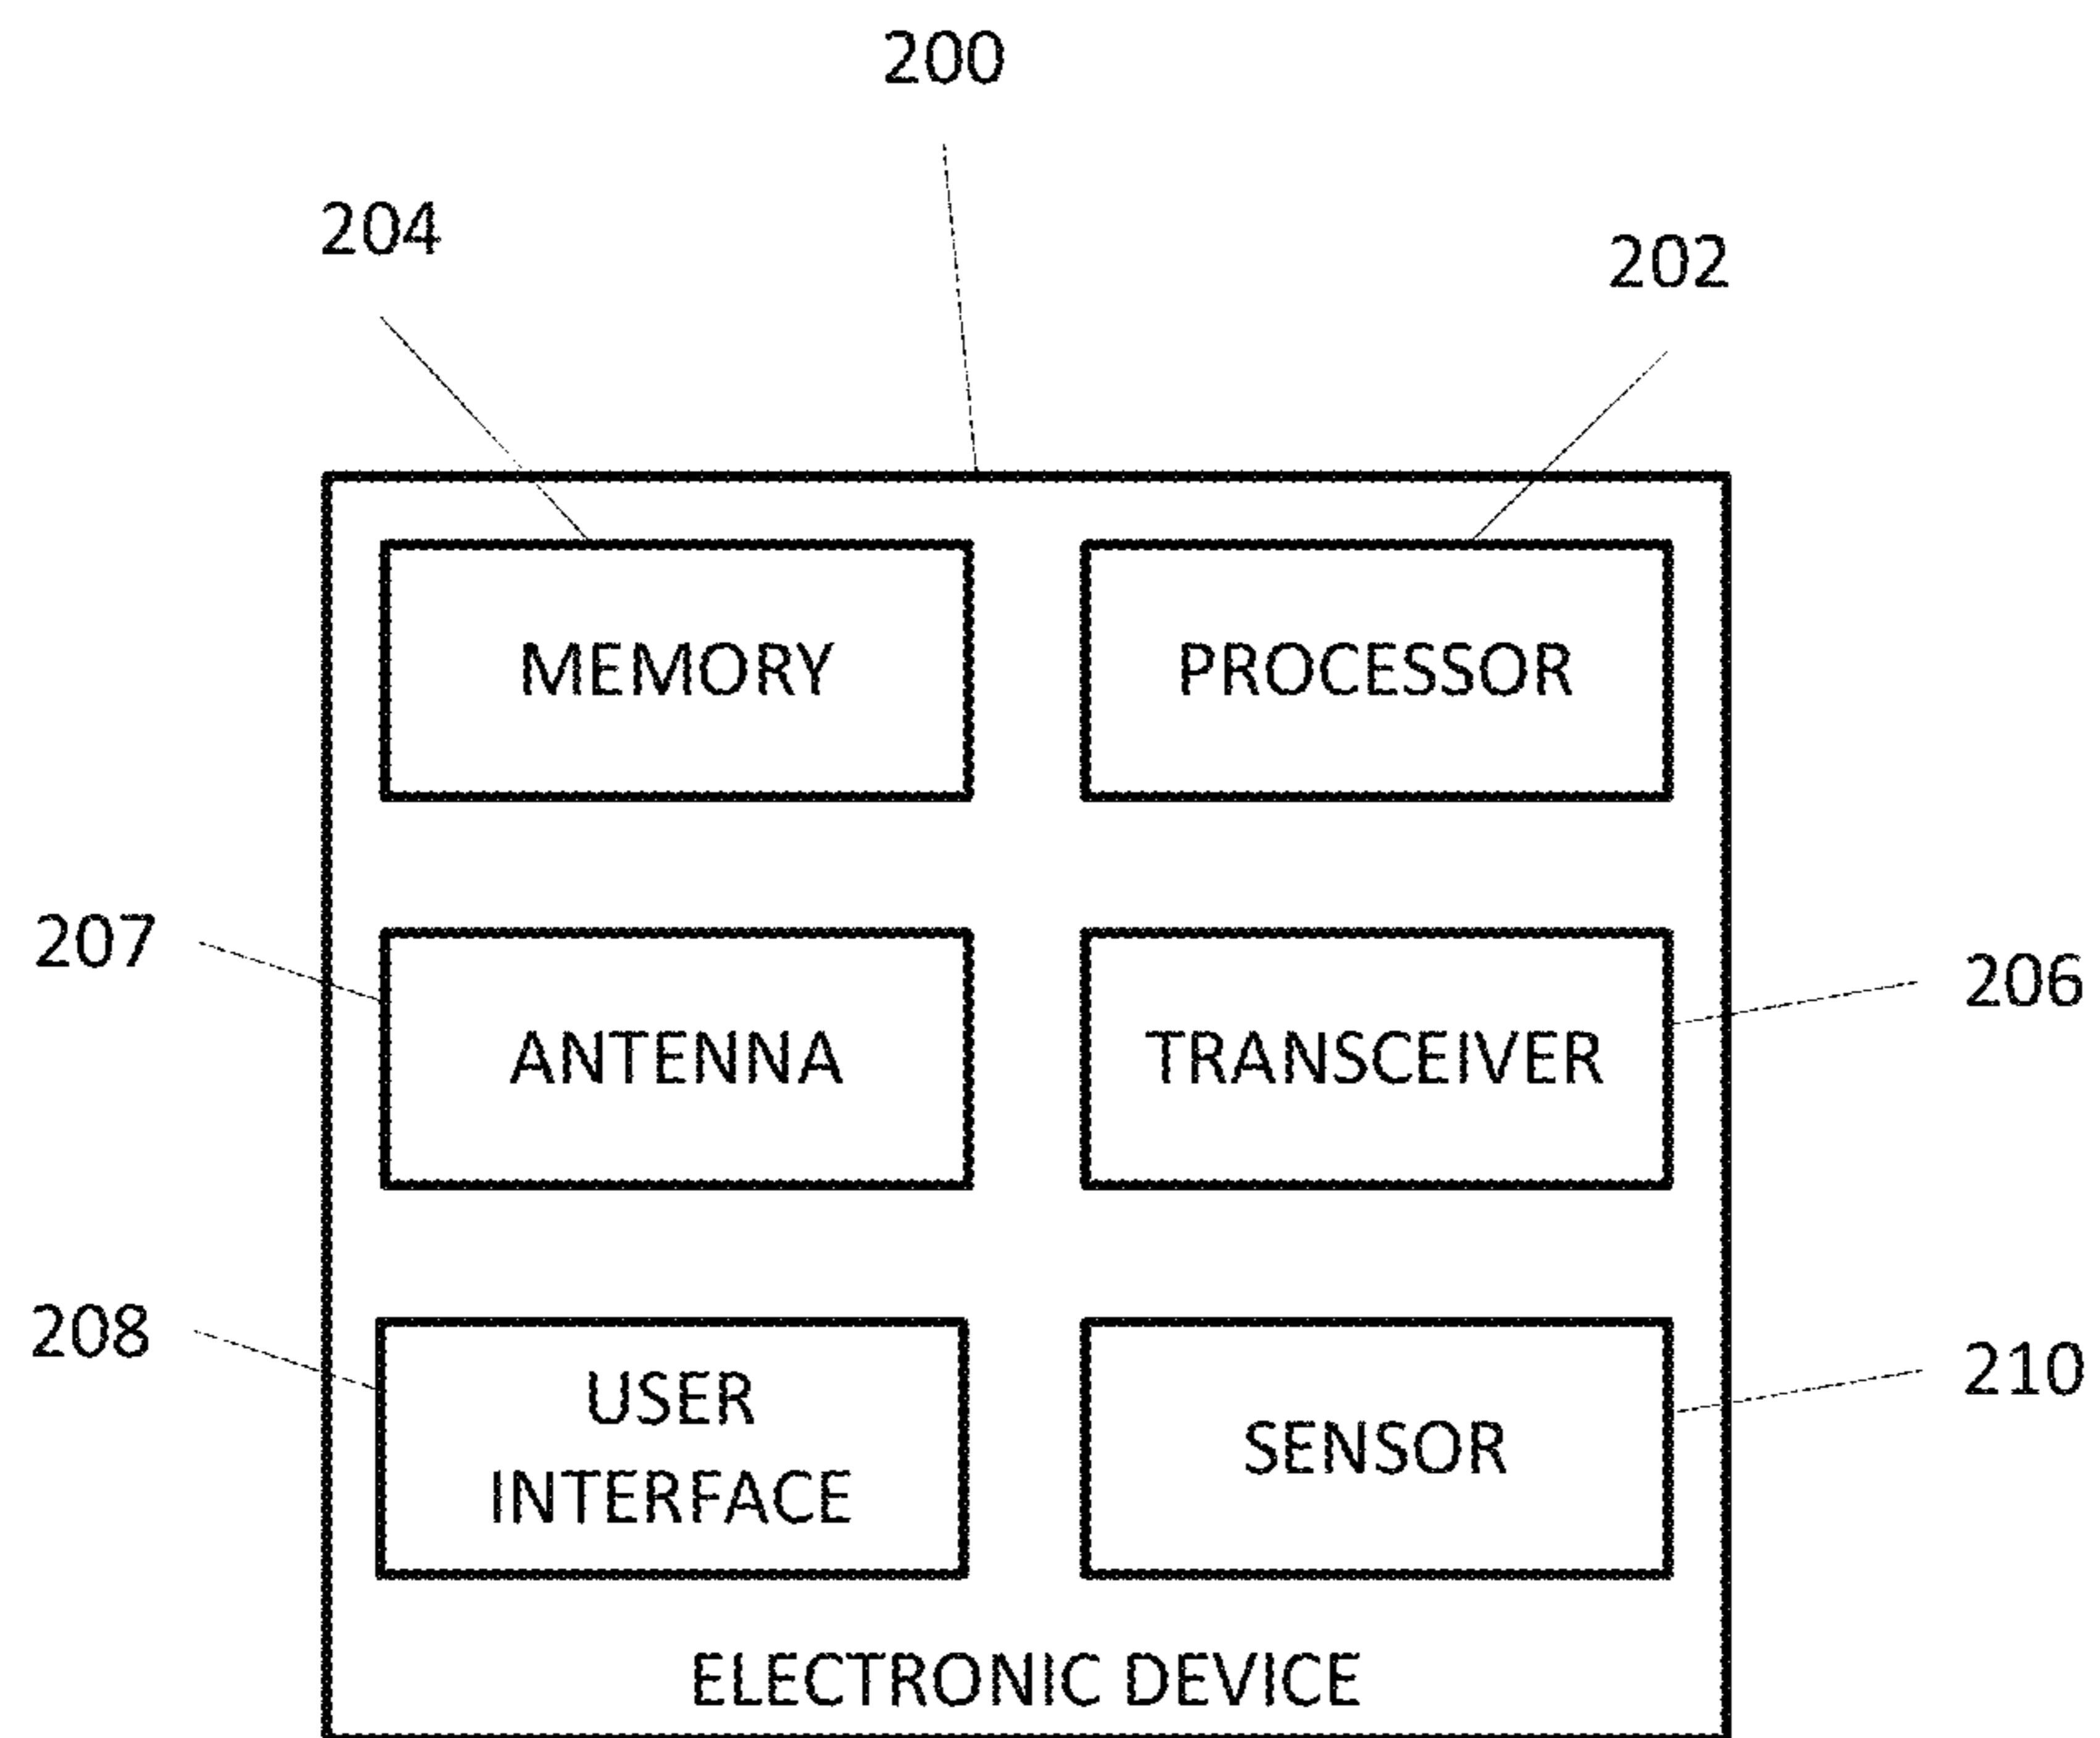 200
204
202
MEMORY
PROCESSOR
207
206
ANTENNA
TRANSCEIVER
208
210
USER
INTERFACE
SENSOR
ELECTRONIC DEVICE